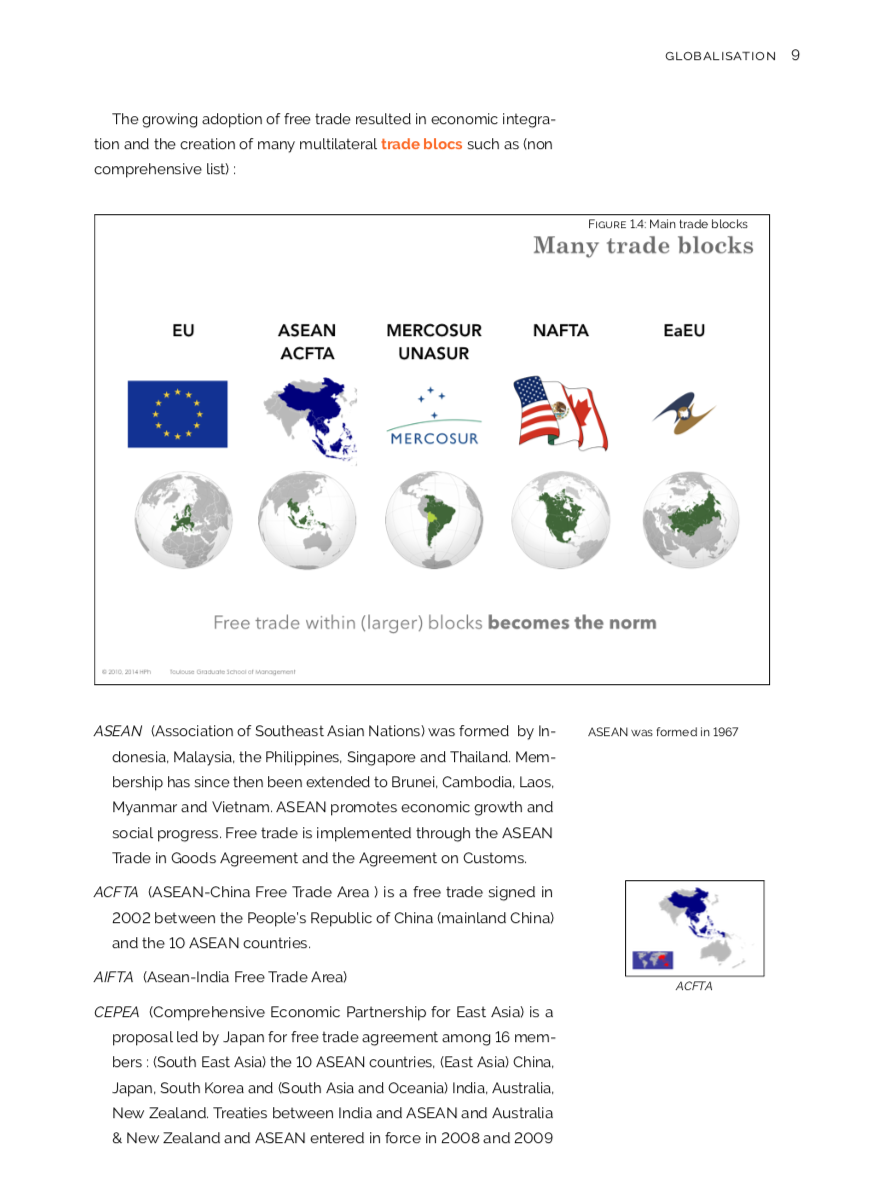 GLOBALISATION 9
The growing adoption of free trade resulted in economic integra-
tion and the creation of many multilateral trade blocs such as (non
comprehensive list) :
FIGURE 1.4: Main trade blocks
Many trade blocks
EU
ASEAN
ACFTA
MERCOSUR
UNASUR
NAFTA
EaEU
MERCOSUR
Free trade within (larger) blocks becomes the norm
© 2010, 2014 HPh Toulouse Graduate School of Management
ASEAN (Association of Southeast Asian Nations) was formed by In-
donesia, Malaysia, the Philippines, Singapore and Thailand. Mem-
bership has since then been extended to Brunei, Cambodia, Laos,
Myanmar and Vietnam. ASEAN promotes economic growth and
social progress. Free trade is implemented through the ASEAN
Trade in Goods Agreement and the Agreement on Customs.
ASEAN was formed in 1967
ACFTA (ASEAN-China Free Trade Area ) is a free trade signed in
2002 between the People's Republic of China (mainland China)
and the 10 ASEAN countries.
ACFTA
AIFTA (Asean-India Free Trade Area)
CEPEA (Comprehensive Economic Partnership for East Asia) is a
proposal led by Japan for free trade agreement among 16 mem-
bers : (South East Asia) the 10 ASEAN countries, (East Asia) China,
Japan, South Korea and (South Asia and Oceania) India, Australia,
New Zealand. Treaties between India and ASEAN and Australia
& New Zealand and ASEAN entered in force in 2008 and 2009